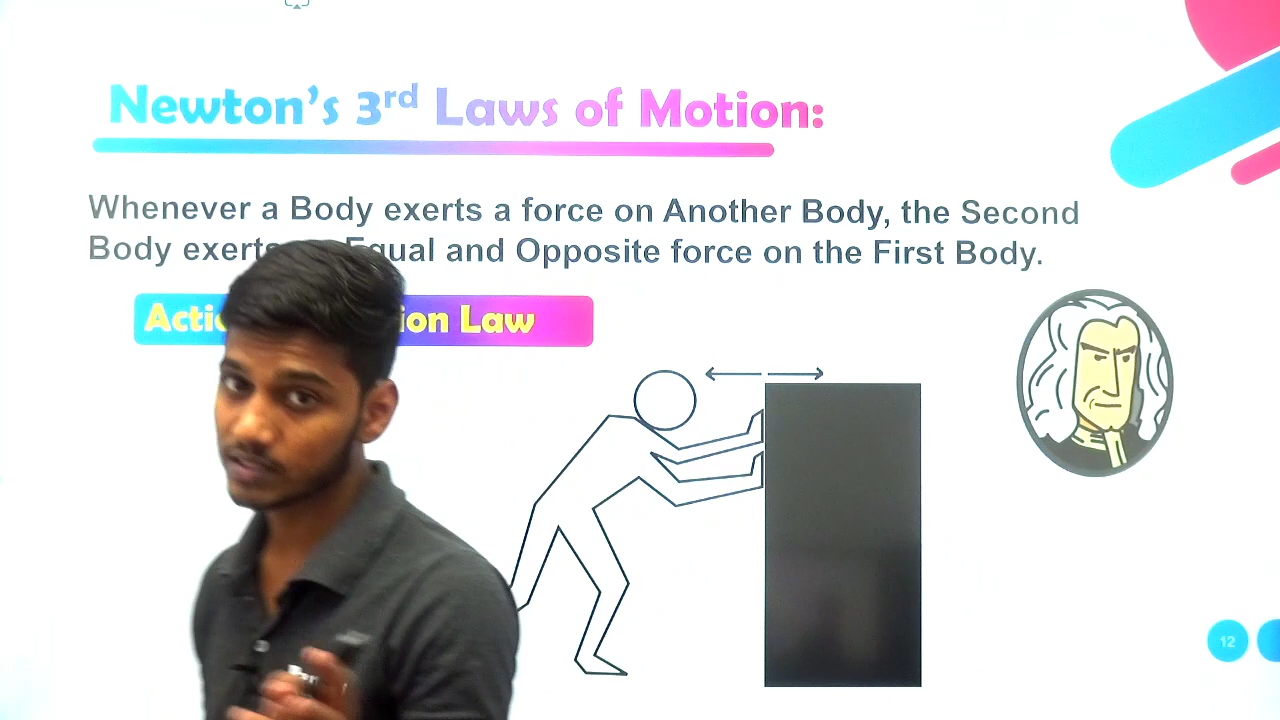 Newton's 3rd Laws of Motion:
Whenever a Body exerts a force on Another Body, the Second
Body exerts Equal and Opposite force on the First Body.
Law
12